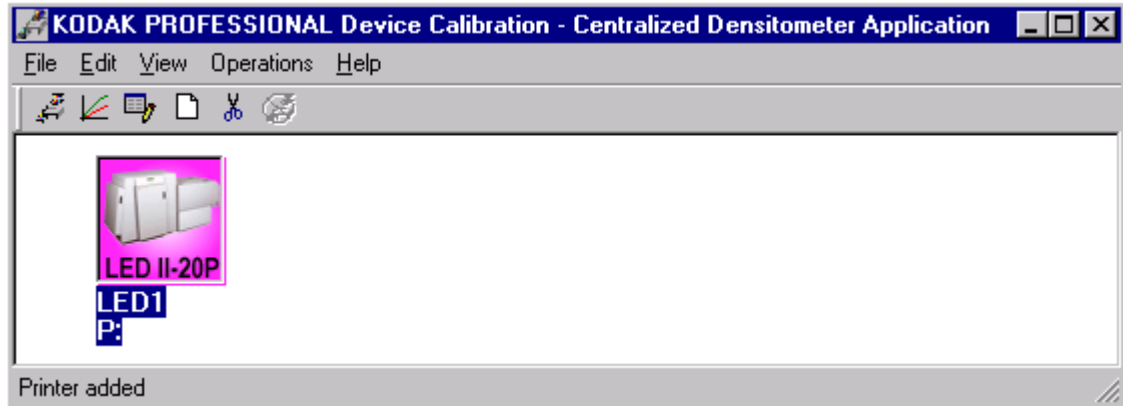 KODAK PROFESSIONAL Device Calibration - Centralized Densitometer Application
File Edit View Operations Help
LED II-20P
LED1
P:
Printer added